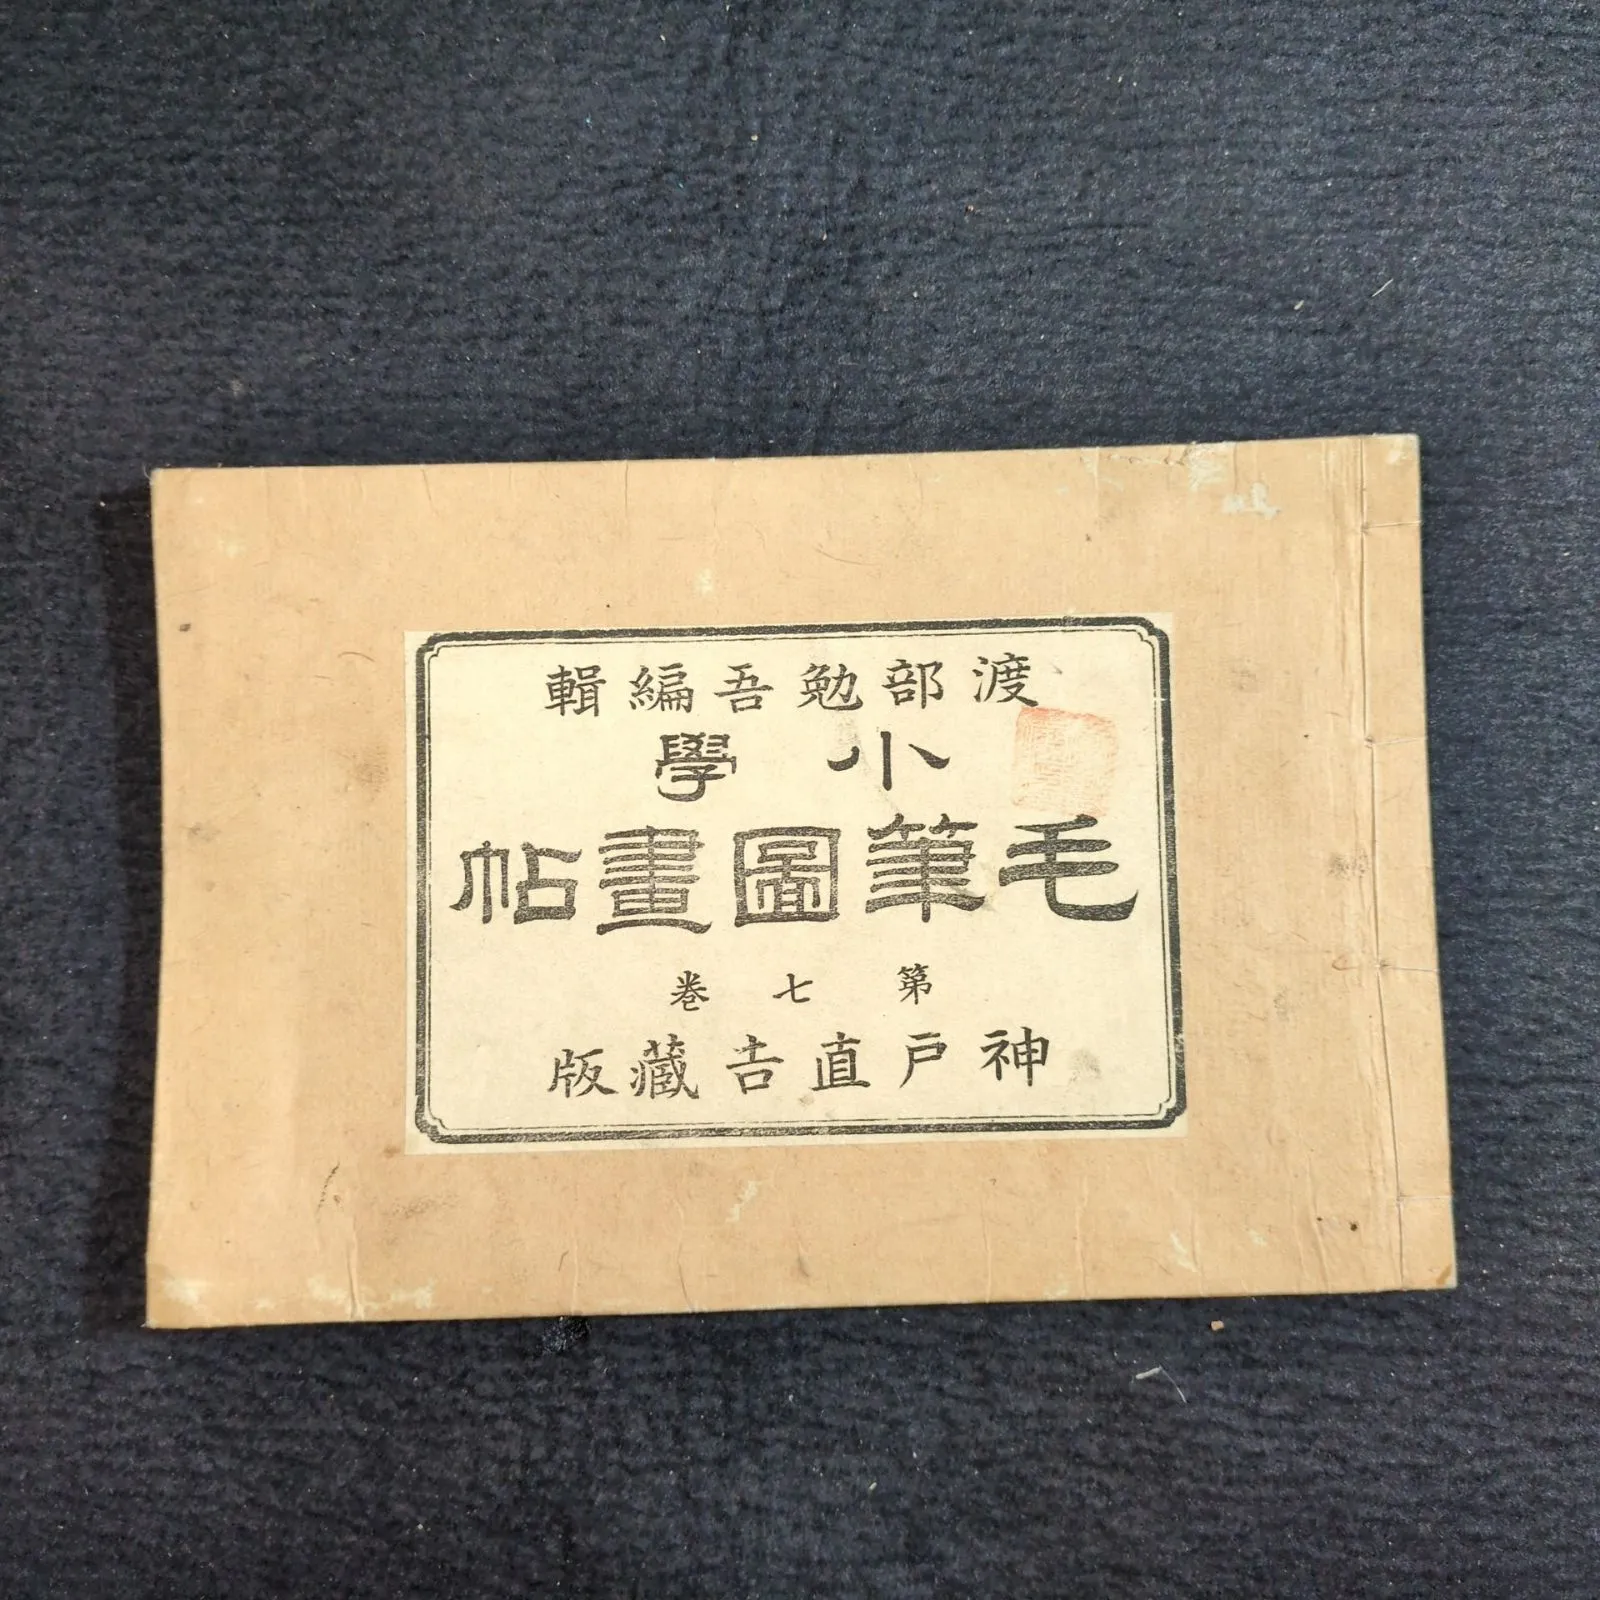 渡部勉吾編輯
小學
毛筆圖畫帖
第七卷
神戸直吉藏版